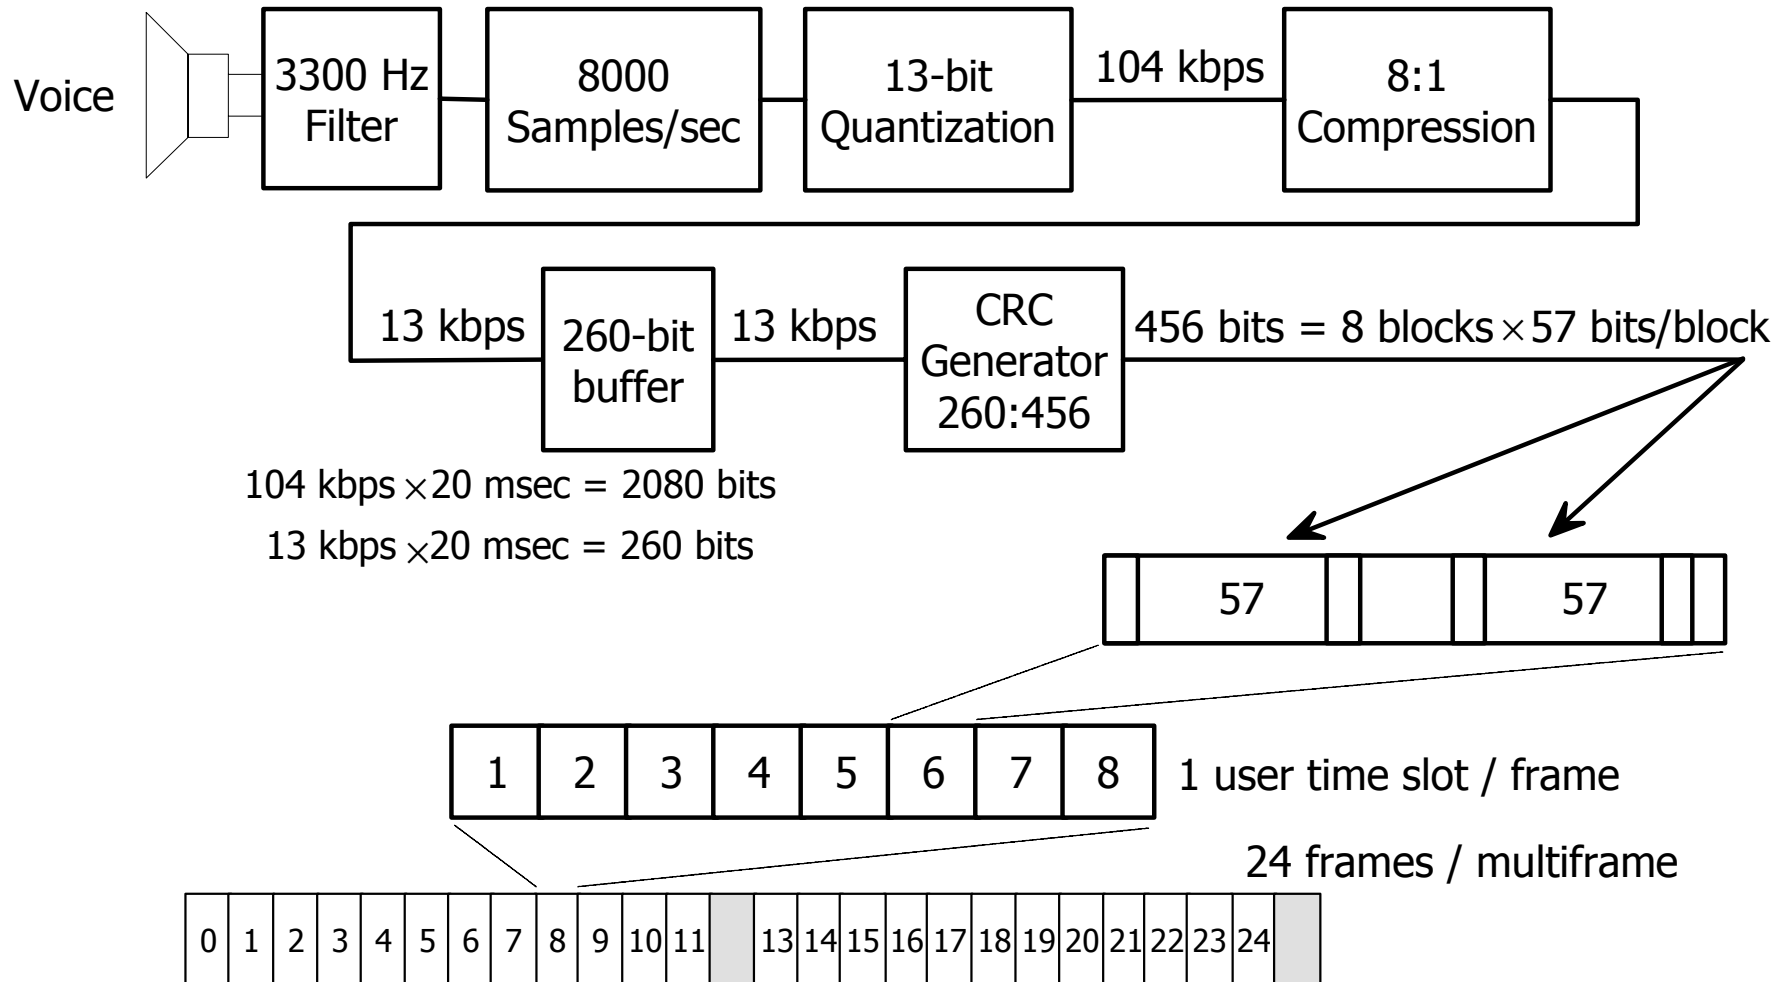 Voice
3300 Hz
Filter
8000
Samples/sec
13-bit
Quantization
104 kbps
8:1
Compression
13 kbps
260-bit
buffer
13 kbps
CRC
Generator
260:456
456 bits = 8 blocks×57 bits/block
104 kbps ×20 msec = 2080 bits
13 kbps ×20 msec = 260 bits
57 57
1 2 3 4 5 6 7 8
1 user time slot / frame
24 frames / multiframe
0 1 2 3 4 5 6 7 8 9 10 11 13 14 15 16 17 18 19 20 21 22 23 24